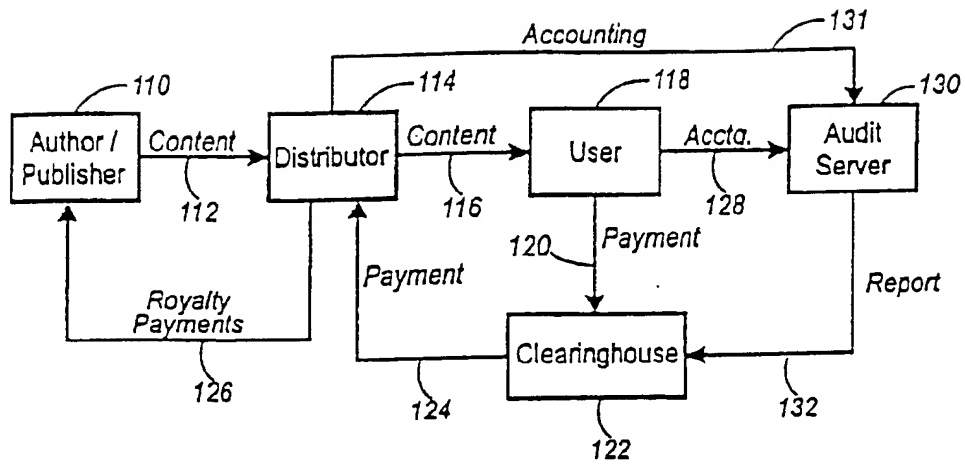 Accounting
131
110
114
118
130
Author /
Publisher
Content
112
Distributor
Content
116
User
Accta.
128
Audit
Server
120
Payment
Payment
Report
Royalty
Payments
126
124
Clearinghouse
122
132